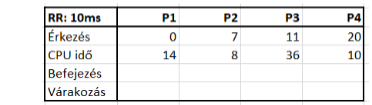 RR: 10ms P1 P2 P3 P4
Érkezés 0 7 11 20
CPU idő 14 8 36 10
Befejezés
Várakozás